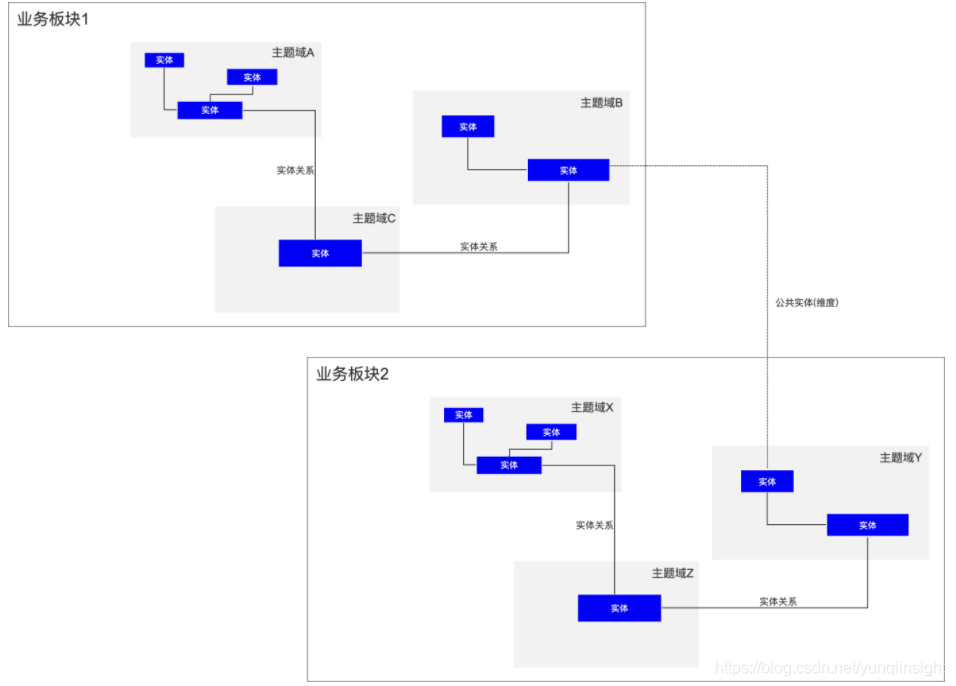 业务板块1
主题域A
实体
实体
实体
主题域B
实体
实体
实体关系
主题域C
实体
实体关系
公共实体(维度)
业务板块2
主题域X
实体
实体
实体
主题域Y
实体
实体
实体关系
主题域Z
实体
实体关系
https://blog.csdn.net/yunqiinsight